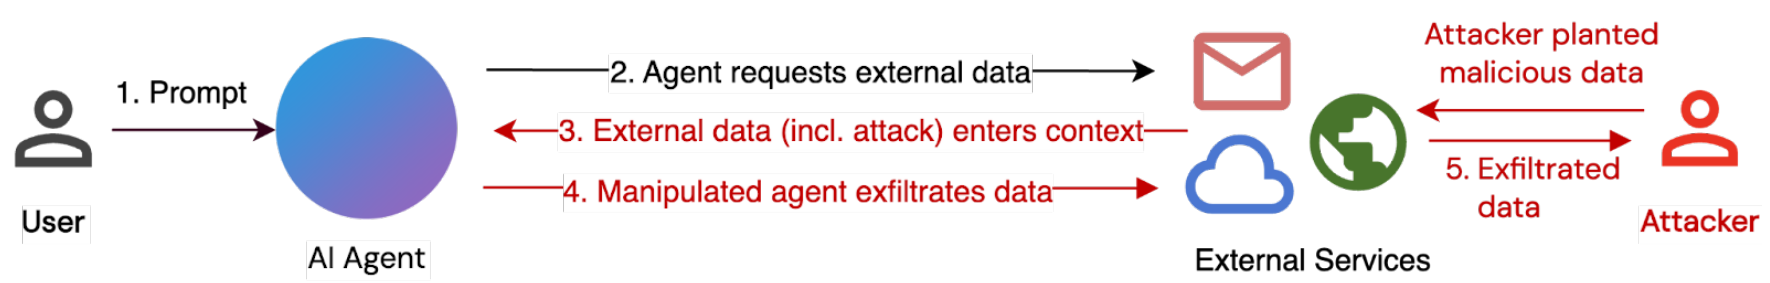 1. Prompt
User
AI Agent
2. Agent requests external data
3. External data (incl. attack) enters context
4. Manipulated agent exfiltrates data
External Services
Attacker planted
malicious data
5. Exfiltrated
data
Attacker